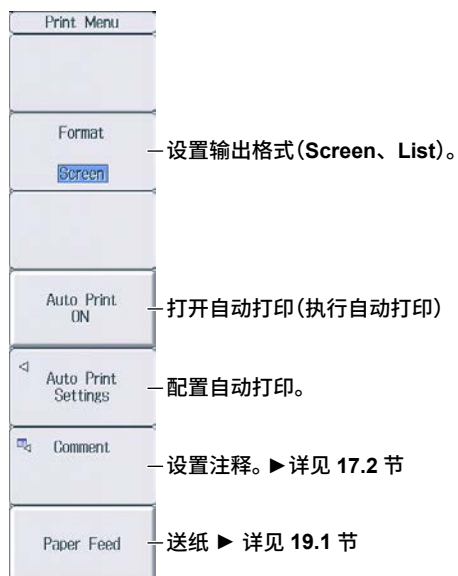 Print Menu
Format
Screen
设置输出格式(Screen、List)。
Auto Print
ON
打开自动打印(执行自动打印)
Auto Print
Settings
配置自动打印。
Comment
设置注释。►详见 17.2 节
Paper Feed
送纸 ► 详见 19.1 节